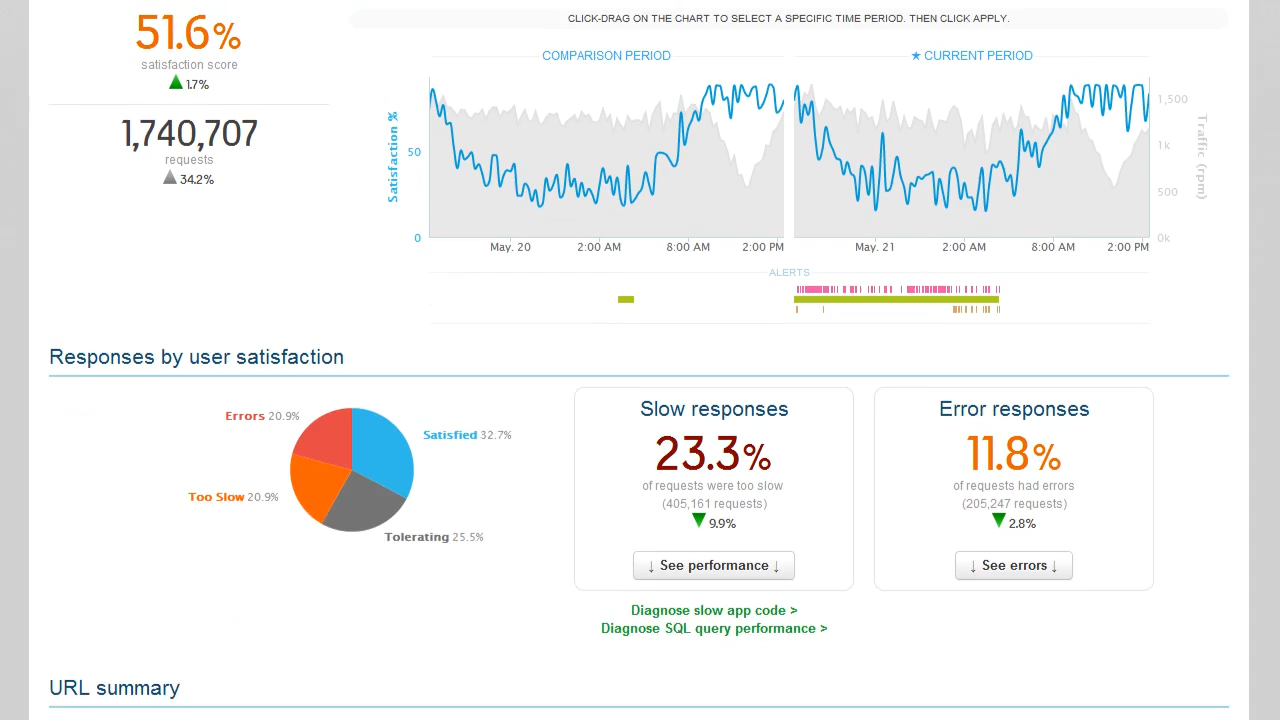 51.6%
satisfaction score
1.7%
1,740,707
requests
34.2%
CLICK-DRAG ON THE CHART TO SELECT A SPECIFIC TIME PERIOD. THEN CLICK APPLY.
COMPARISON PERIOD
★ CURRENT PERIOD
Satisfaction %
50
0
1,500
1k
500
0k
Traffic (rpm)
May. 20
2:00 AM
8:00 AM
2:00 PM
May. 21
2:00 AM
8:00 AM
2:00 PM
ALERTS
Responses by user satisfaction
Errors 20.9%
Satisfied 32.7%
Too Slow 20.9%
Tolerating 25.5%
Slow responses
23.3%
of requests were too slow
(405,161 requests)
9.9%
↓ See performance ↓
Error responses
11.8%
of requests had errors
(205,247 requests)
2.8%
↓ See errors ↓
Diagnose slow app code >
Diagnose SQL query performance >
URL summary